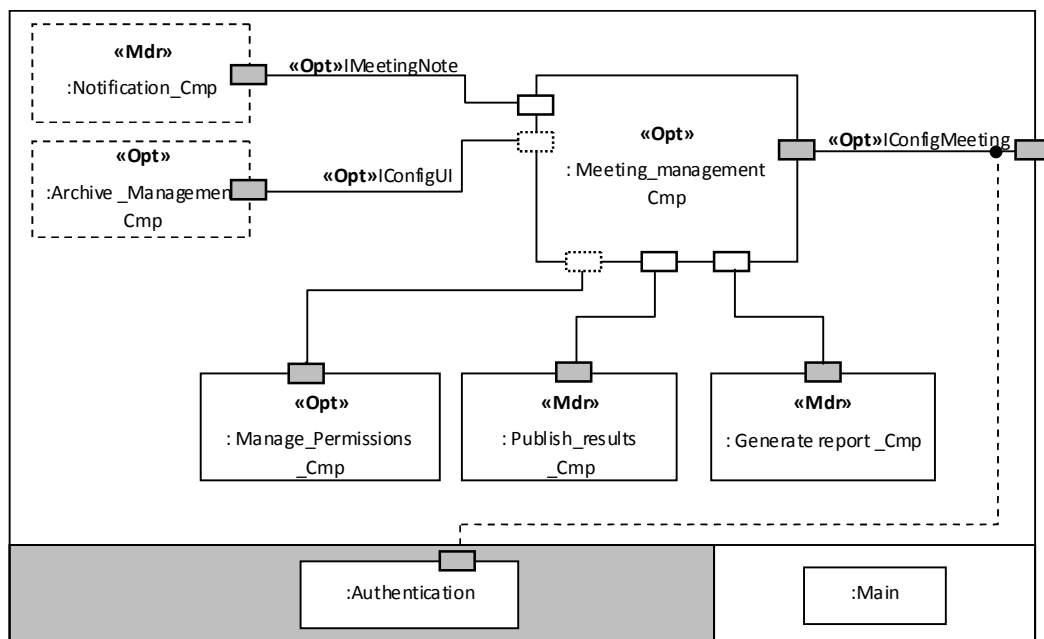 «Mdr»
:Notification_Cmp
«Opt»IMeetingNote
«Opt»
:Archive _Managemen
Cmp
«Opt»IConfigUI
«Opt»
: Meeting_management
Cmp
«Opt»IConfigMeeting
«Opt»
: Manage_Permissions
_Cmp
«Mdr»
: Publish_results
_Cmp
«Mdr»
: Generate report _Cmp
:Authentication
:Main